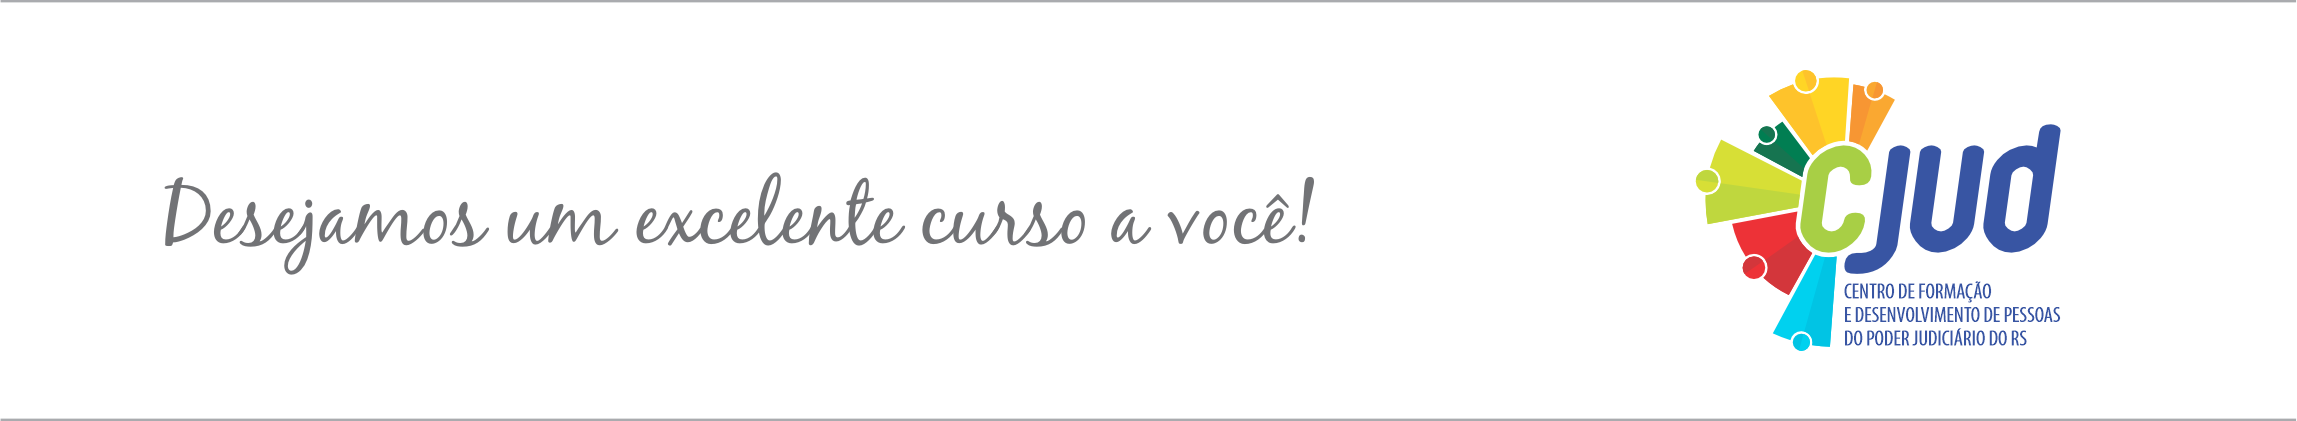 Desejamos um excelente curso a você!
cjud
CENTRO DE FORMAÇÃO
E DESENVOLVIMENTO DE PESSOAS
DO PODER JUDICIÁRIO DO RS